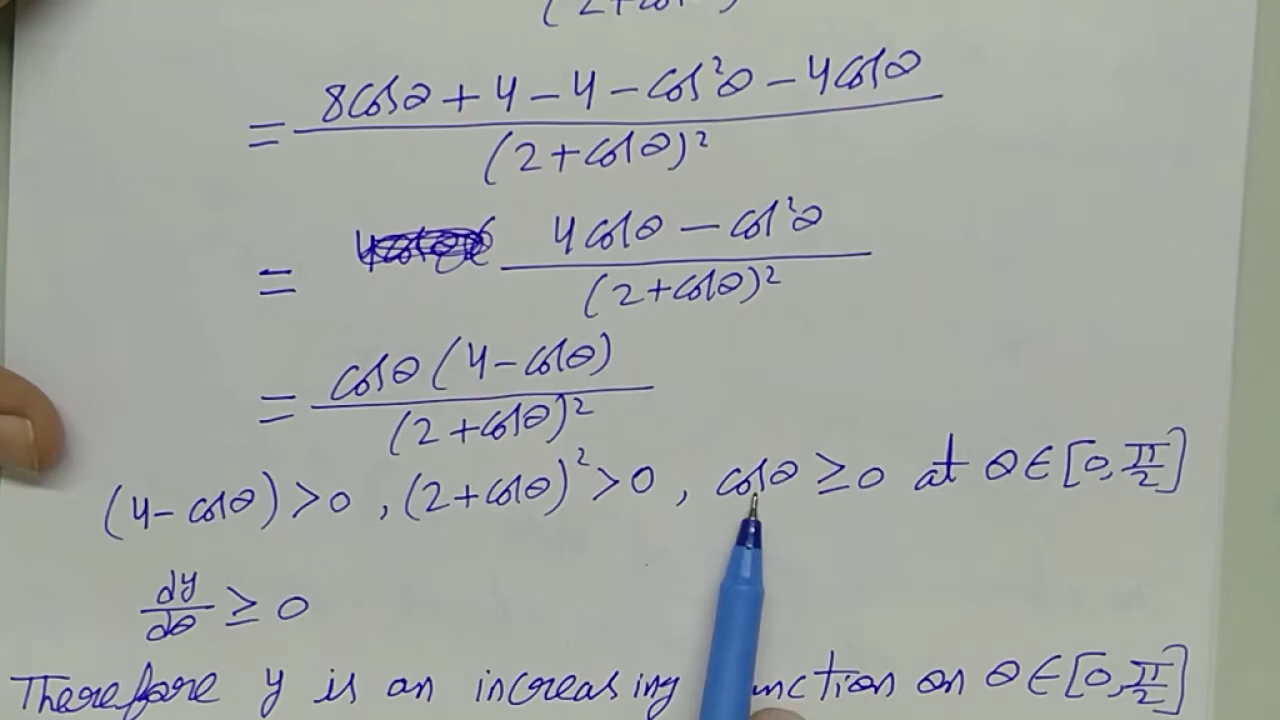 (2+cosθ)
= 8cosθ + 4 - 4 - cos²θ - 4cosθ / (2+cosθ)²
= 4cosθ - cos²θ / (2+cosθ)²
= cosθ(4-cosθ) / (2+cosθ)²
(4-cosθ) > 0 , (2+cosθ)² > 0 , cosθ ≥ 0 at θ∈[0,π/2]
dy/dθ ≥ 0
Therefore y is an increasing unction on θ∈[0,π/2]